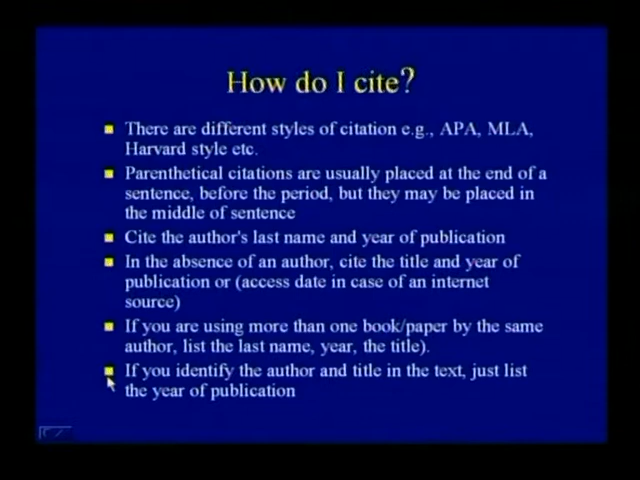 How do I cite?
There are different styles of citation e.g., APA, MLA,
Harvard style etc.
Parenthetical citations are usually placed at the end of a
sentence, before the period, but they may be placed in
the middle of sentence
Cite the author's last name and year of publication
In the absence of an author, cite the title and year of
publication or (access date in case of an internet
source)
If you are using more than one book/paper by the same
author, list the last name, year, the title).
If you identify the author and title in the text, just list
the year of publication